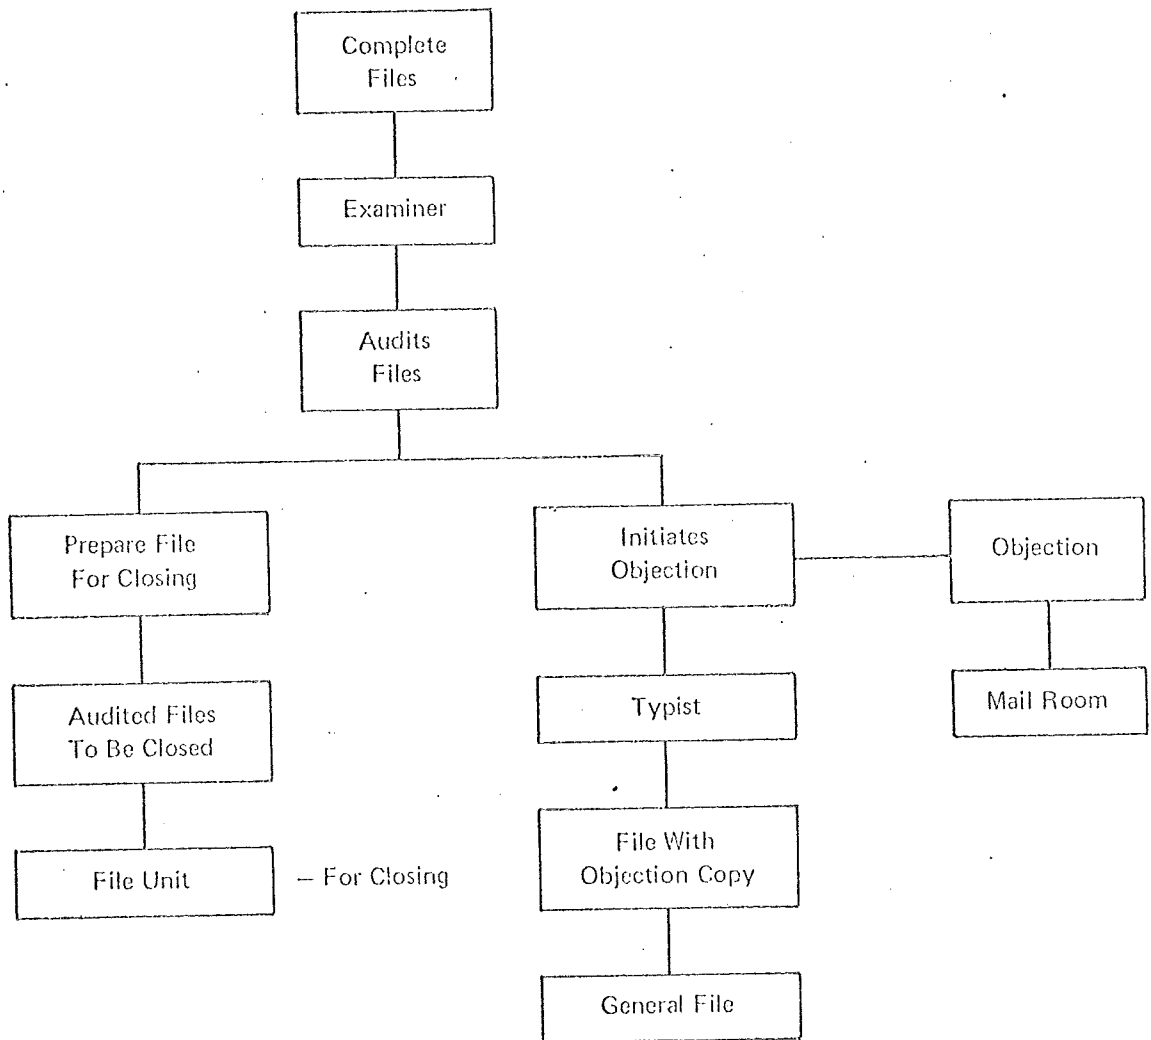 Complete
Files
Examiner
Audits
Files
Prepare File
For Closing
Initiates
Objection
Objection
Audited Files
To Be Closed
Typist
Mail Room
File Unit
— For Closing
File With
Objection Copy
General File